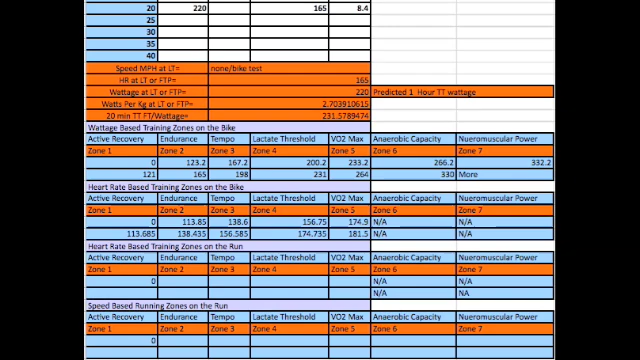 20 220 165 8.4
25
30
35
40
Speed MPH at LT= none/bike test
HR at LT or FTP= 165
Wattage at LT or FTP= 220 Predicted 1 Hour TT wattage
Watts Per Kg at LT or FTP= 2.703910615
20 min TT FT/Wattage= 231.5789474
Wattage Based Training Zones on the Bike
Active Recovery Endurance Tempo Lactate Threshold VO2 Max Anaerobic Capacity Nueromuscular Power
Zone 1 Zone 2 Zone 3 Zone 4 Zone 5 Zone 6 Zone 7
0 123.2 167.2 200.2 233.2 266.2 332.2
121 165 198 231 264 330 More
Heart Rate Based Training Zones on the Bike
Active Recovery Endurance Tempo Lactate Threshold VO2 Max Anaerobic Capacity Nueromuscular Power
Zone 1 Zone 2 Zone 3 Zone 4 Zone 5 Zone 6 Zone 7
0 113.85 138.6 156.75 174.9 N/A N/A
113.685 138.435 156.585 174.735 181.5 N/A N/A
Heart Rate Based Training Zones on the Run
Active Recovery Endurance Tempo Lactate Threshold VO2 Max Anaerobic Capacity Nueromuscular Power
Zone 1 Zone 2 Zone 3 Zone 4 Zone 5 Zone 6 Zone 7
0 N/A N/A
N/A NA
Speed Based Running Zones on the Run
Active Recovery Endurance Tempo Lactate Threshold VO2 Max Anaerobic Capacity Nueromuscular Power
Zone 1 Zone 2 Zone 3 Zone 4 Zone 5 Zone 6 Zone 7
0